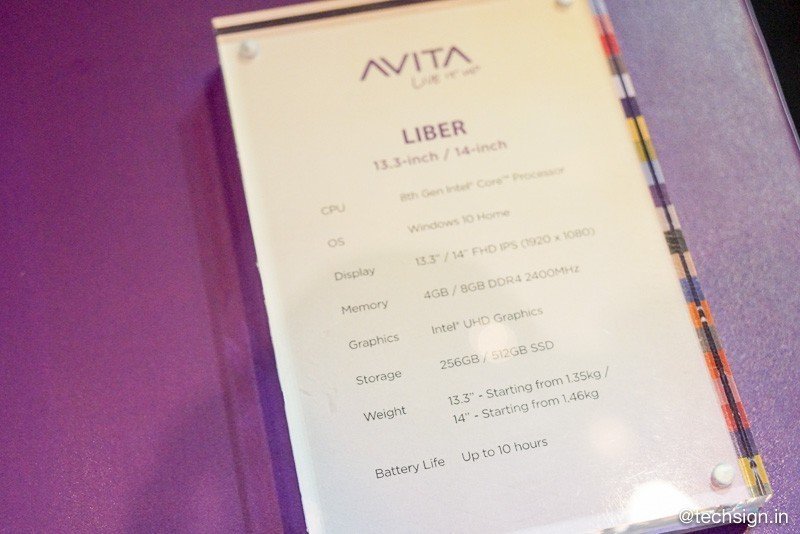 AVITA
LIVE IT UP™
LIBER
13.3-inch / 14-inch
CPU 8th Gen Intel® Core™ Processor
OS Windows 10 Home
Display 13.3" / 14" FHD IPS (1920 x 1080)
Memory 4GB / 8GB DDR4 2400MHz
Graphics Intel® UHD Graphics
Storage 256GB / 512GB SSD
Weight 13.3" - Starting from 1.35kg /
14" - Starting from 1.46kg
Battery Life Up to 10 hours
@techsign.in